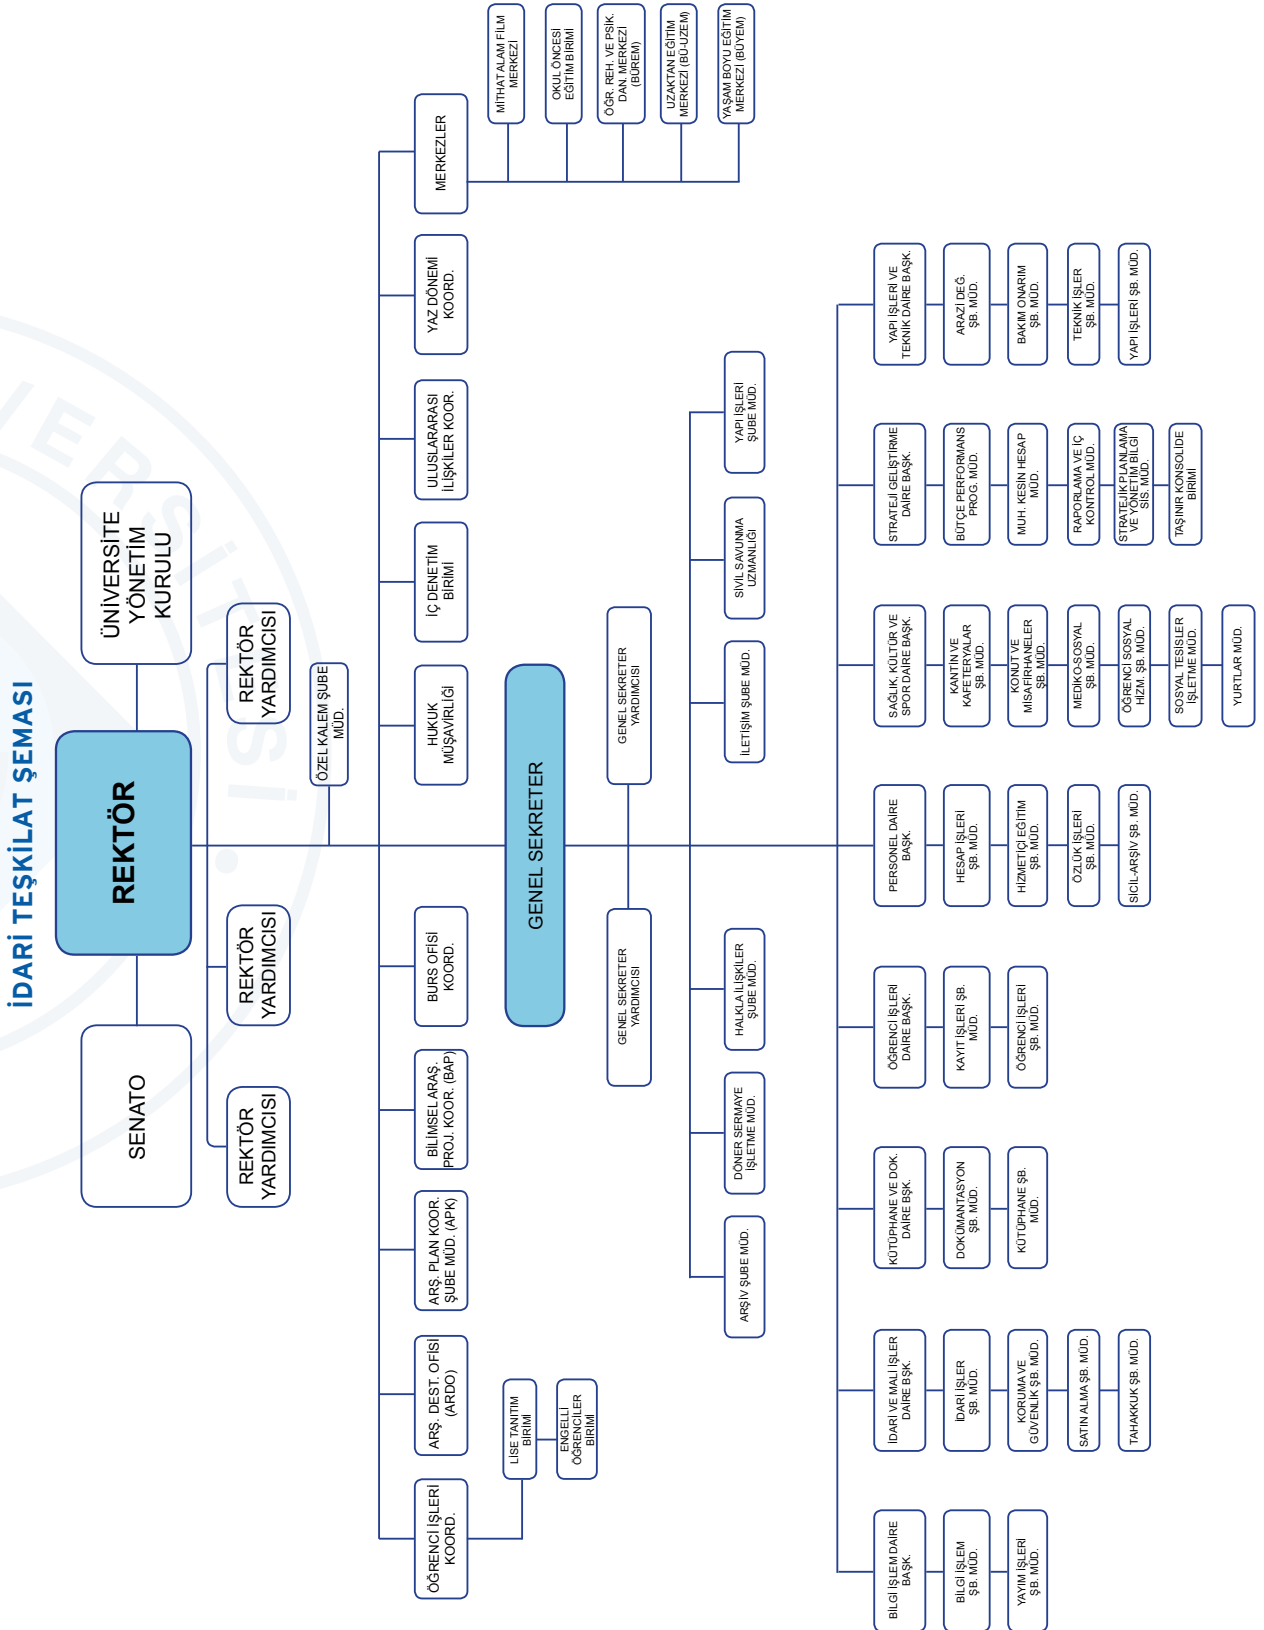 İDARİ TEŞKİLAT ŞEMASI
SENATO
REKTÖR
ÜNİVERSİTE
YÖNETİM
KURULU
REKTÖR
YARDIMCISI
REKTÖR
YARDIMCISI
REKTÖR
YARDIMCISI
ÖZEL KALEM ŞUBE
MÜD.
ÖĞRENCİ İŞLERİ
KOORD.
ARŞ. DEST. OFİSİ
(ARDO)
ARŞ. PLAN KOOR.
ŞUBE MÜD. (APK)
BİLİMSEL ARAŞ.
PROJ. KOOR. (BAP)
BURS OFİSİ
KOORD.
HUKUK
MÜŞAVİRLİĞİ
İÇ DENETİM
BİRİMİ
ULUSLARARASI
İLİŞKİLER KOOR.
YAZ DÖNEMİ
KOORD.
MERKEZLER
LİSE TANITIM
BİRİMİ
ENGELLİ
ÖĞRENCİLER
BİRİMİ
MİTHAT ALAM FİLM
MERKEZİ
OKUL ÖNCESİ
EĞİTİM BİRİMİ
ÖĞR. REH. VE PSİK.
DAN. MERKEZİ
(BÜREM)
UZAKTAN EĞİTİM
MERKEZİ (BÜ-UZEM)
YAŞAM BOYU EĞİTİM
MERKEZİ (BÜYEM)
GENEL SEKRETER
GENEL SEKRETER
YARDIMCISI
GENEL SEKRETER
YARDIMCISI
ARŞİV ŞUBE MÜD.
DÖNER SERMAYE
İŞLETME MÜD.
HALKLA İLİŞKİLER
ŞUBE MÜD.
İLETİŞİM ŞUBE MÜD.
SİVİL SAVUNMA
UZMANLIĞI
YAPI İŞLERİ
ŞUBE MÜD.
BİLGİ İŞLEM DAİRE
BAŞK.
BİLGİ İŞLEM
ŞB. MÜD.
YAYIM İŞLERİ
ŞB. MÜD.
İDARİ VE MALİ İŞLER
DAİRE BŞK.
İDARİ İŞLER
ŞB. MÜD.
KORUMA VE
GÜVENLİK ŞB. MÜD.
SATIN ALMA ŞB. MÜD.
TAHAKKUK ŞB. MÜD.
KÜTÜPHANE VE DOK.
DAİRE BŞK.
DOKÜMANTASYON
ŞB. MÜD.
KÜTÜPHANE ŞB.
MÜD.
ÖĞRENCİ İŞLERİ
DAİRE BAŞK.
KAYIT İŞLERİ ŞB.
MÜD.
ÖĞRENCİ İŞLERİ
ŞB. MÜD.
PERSONEL DAİRE
BAŞK.
HESAP İŞLERİ
ŞB. MÜD.
HİZMETİÇİ EĞİTİM
ŞB. MÜD.
ÖZLÜK İŞLERİ
ŞB. MÜD.
SİCİL-ARŞİV ŞB. MÜD.
SAĞLIK, KÜLTÜR VE
SPOR DAİRE BAŞK.
KANTİN VE
KAFETERYALAR
ŞB. MÜD.
KONUT VE
MİSAFİRHANELER
ŞB. MÜD.
MEDİKO-SOSYAL
ŞB. MÜD.
ÖĞRENCİ SOSYAL
HİZM. ŞB. MÜD.
SOSYAL TESİSLER
İŞLETME MÜD.
YURTLAR MÜD.
STRATEJİ GELİŞTİRME
DAİRE BAŞK.
BÜTÇE PERFORMANS
PROG. MÜD.
MUH. KESİN HESAP
MÜD.
RAPORLAMA VE İÇ
KONTROL MÜD.
STRATEJİK PLANLAMA
VE YÖNETİM BİLGİ
SİS. MÜD.
TAŞINIR KONSOLİDE
BİRİMİ
YAPI İŞLERİ VE
TEKNİK DAİRE BAŞK.
ARAZİ DEĞ.
ŞB. MÜD.
BAKIM ONARIM
ŞB. MÜD.
TEKNİK İŞLER
ŞB. MÜD.
YAPI İŞLERİ ŞB. MÜD.
VERSİTESİ